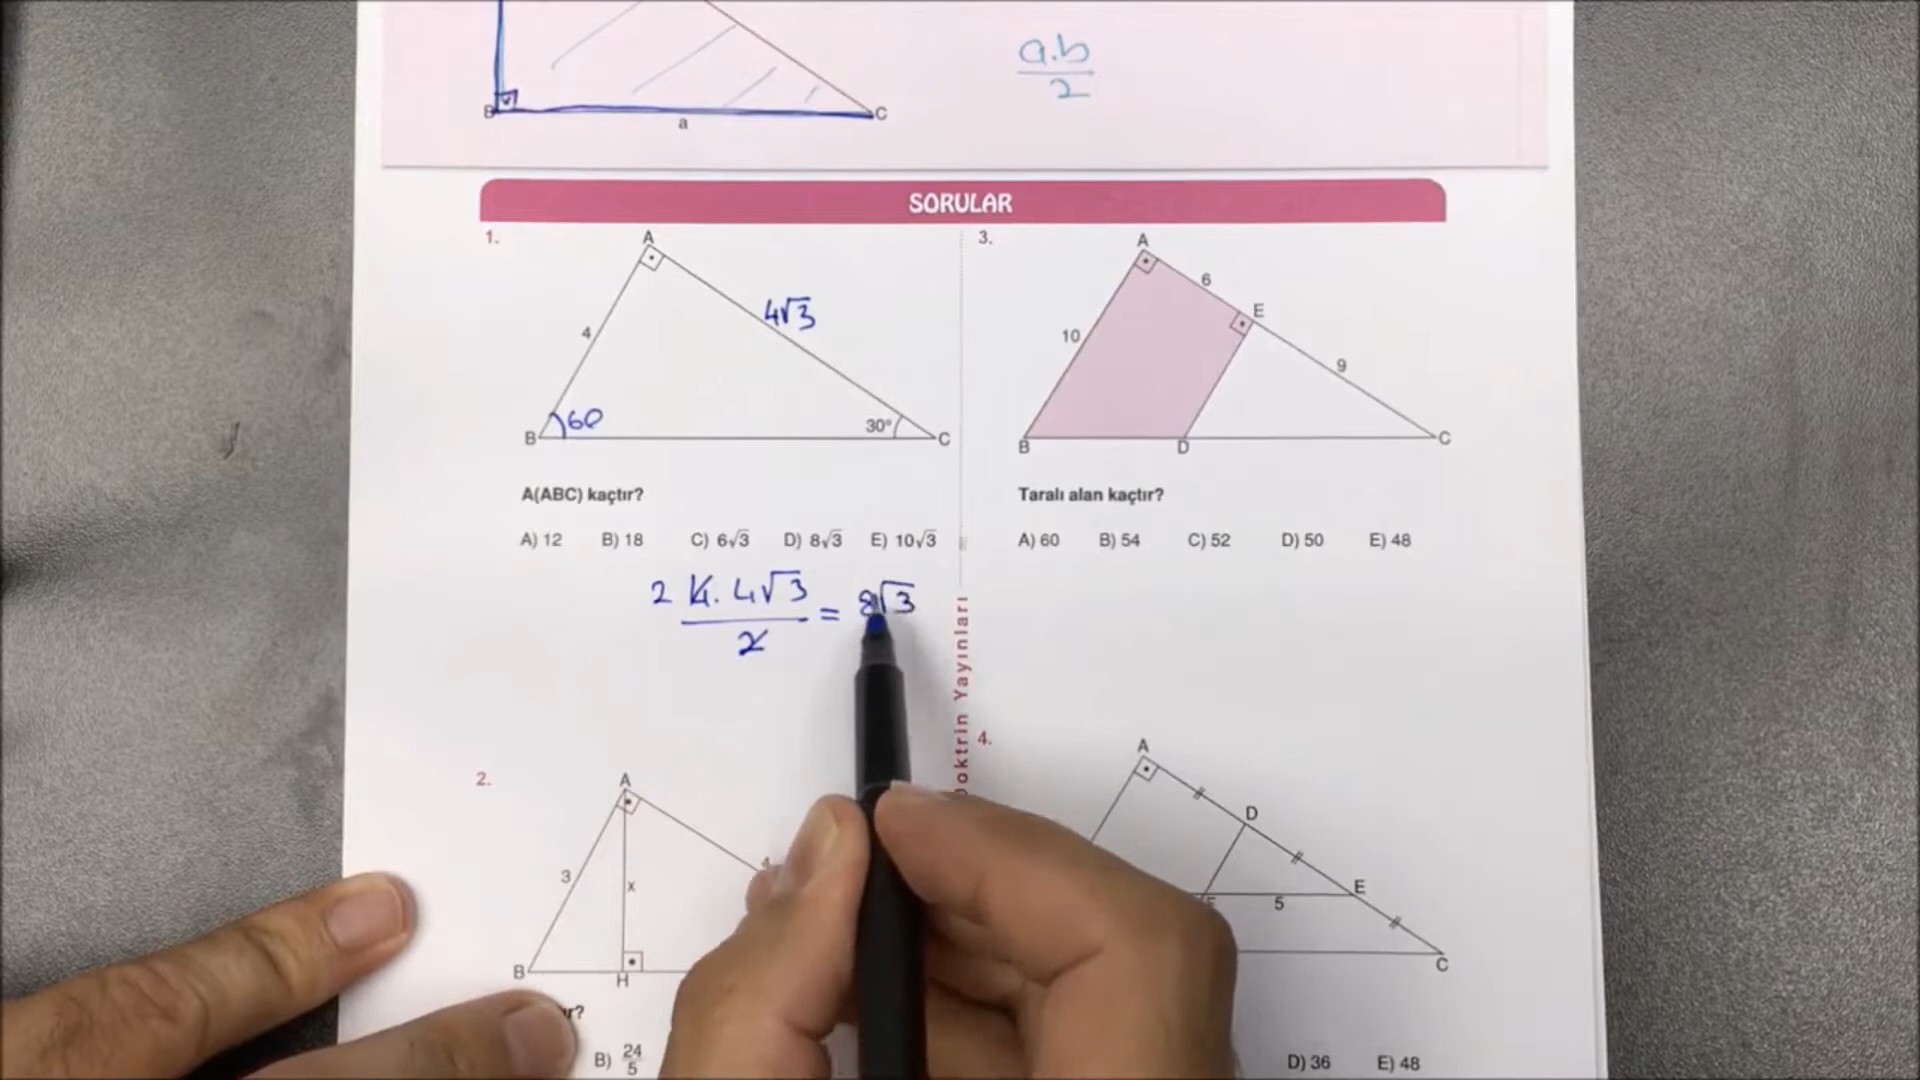 a.b
2
B
a
C
SORULAR
1.
A
4
4√3
60
30°
B
C
A(ABC) kaçtır?
A) 12 B) 18 C) 6√3 D) 8√3 E) 10√3
2 4. 4√3
2
= 8√3
2.
A
3
x
4
B
H
B) 24
5
Yayınları
3.
A
6
E
10
9
B
D
C
Taralı alan kaçtır?
A) 60 B) 54 C) 52 D) 50 E) 48
4.
A
D
E
5
C
D) 36 E) 48